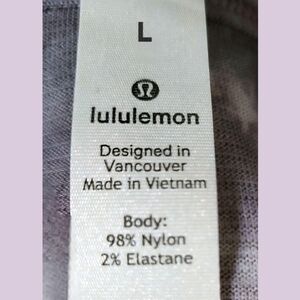 L
lululemon
Designed in
Vancouver
Made in Vietnam
Body:
98% Nylon
2% Elastane